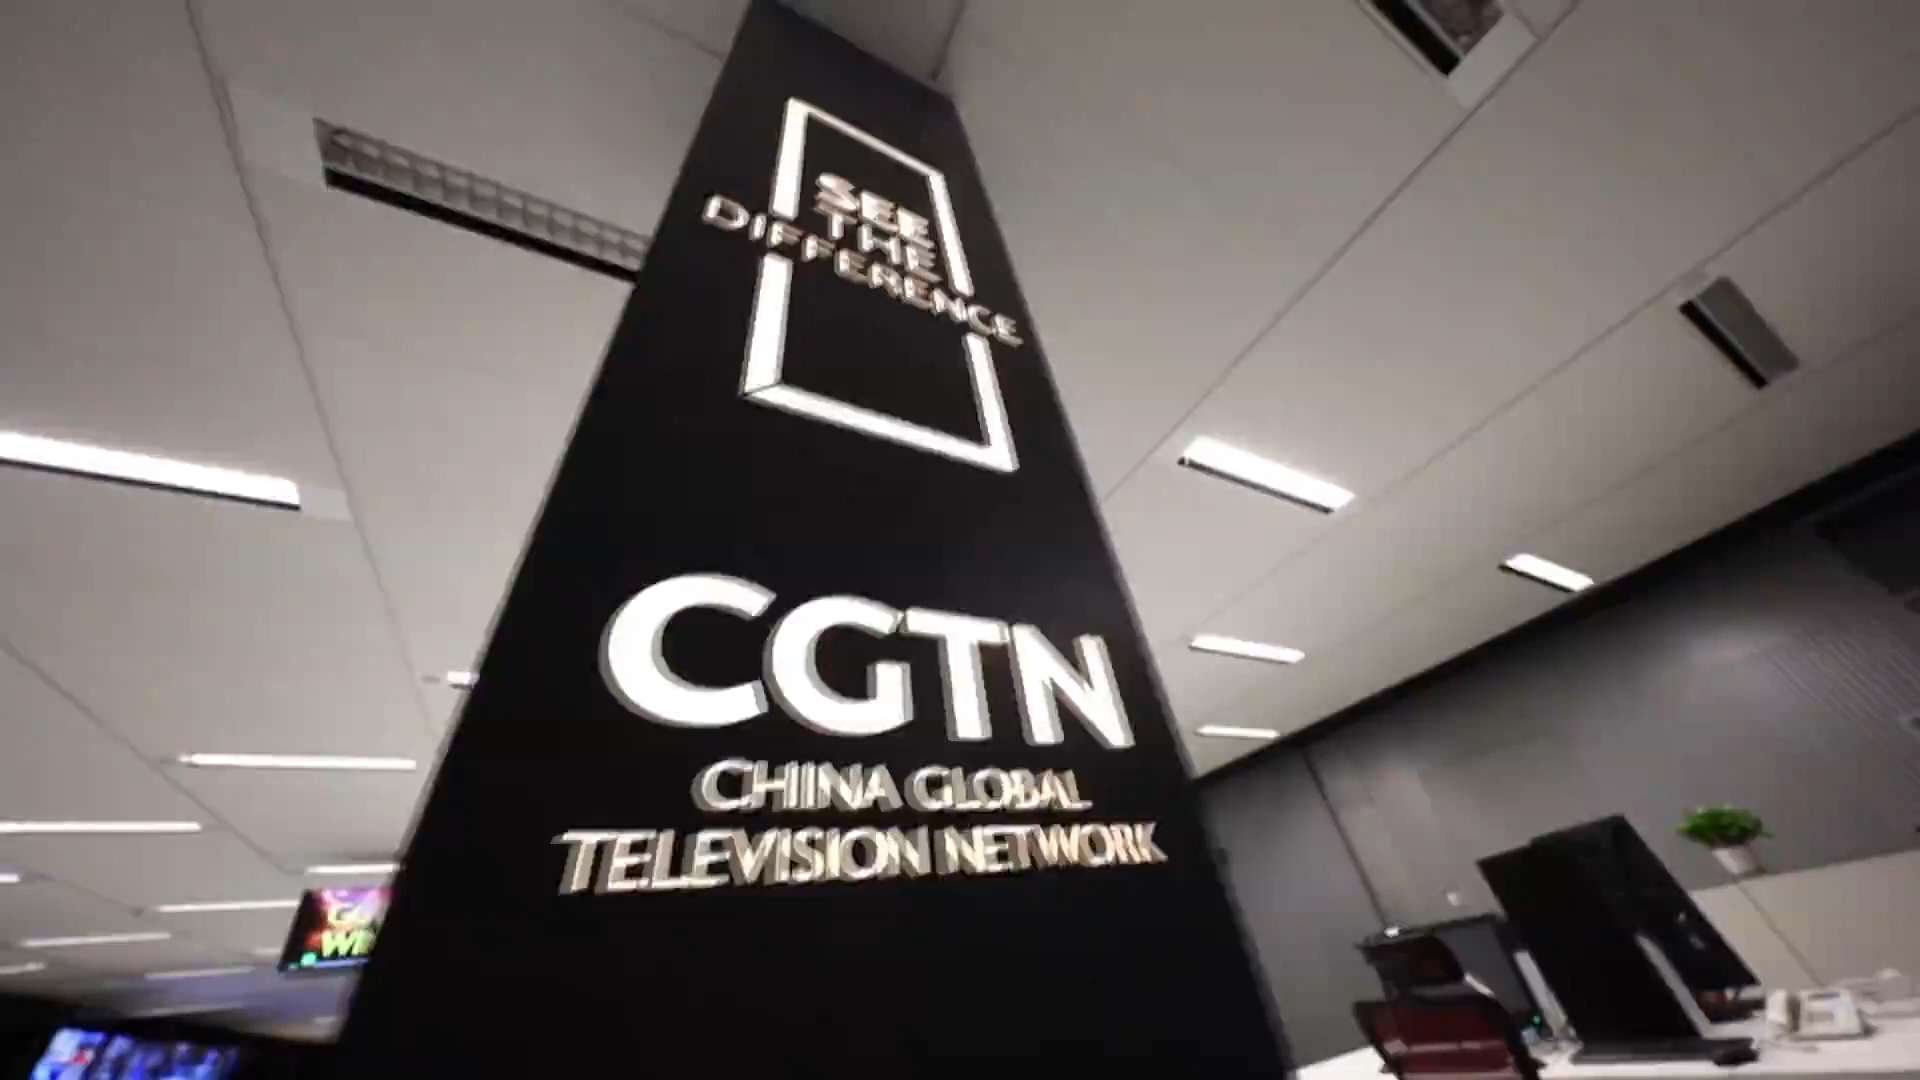 SEE
THE
DIFFERENCE
CGTN
CHINA GLOBAL
TELEVISION NETWORK